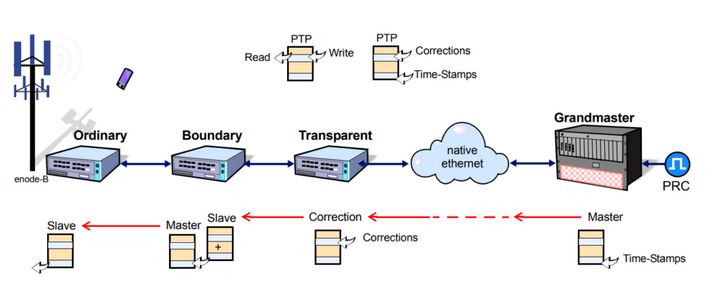 PTP
Read
Write
PTP
Corrections
Time-Stamps
Ordinary
Boundary
Transparent
native
ethernet
Grandmaster
enode-B
PRC
Slave
Master
Slave
+
Correction
Corrections
Master
Time-Stamps